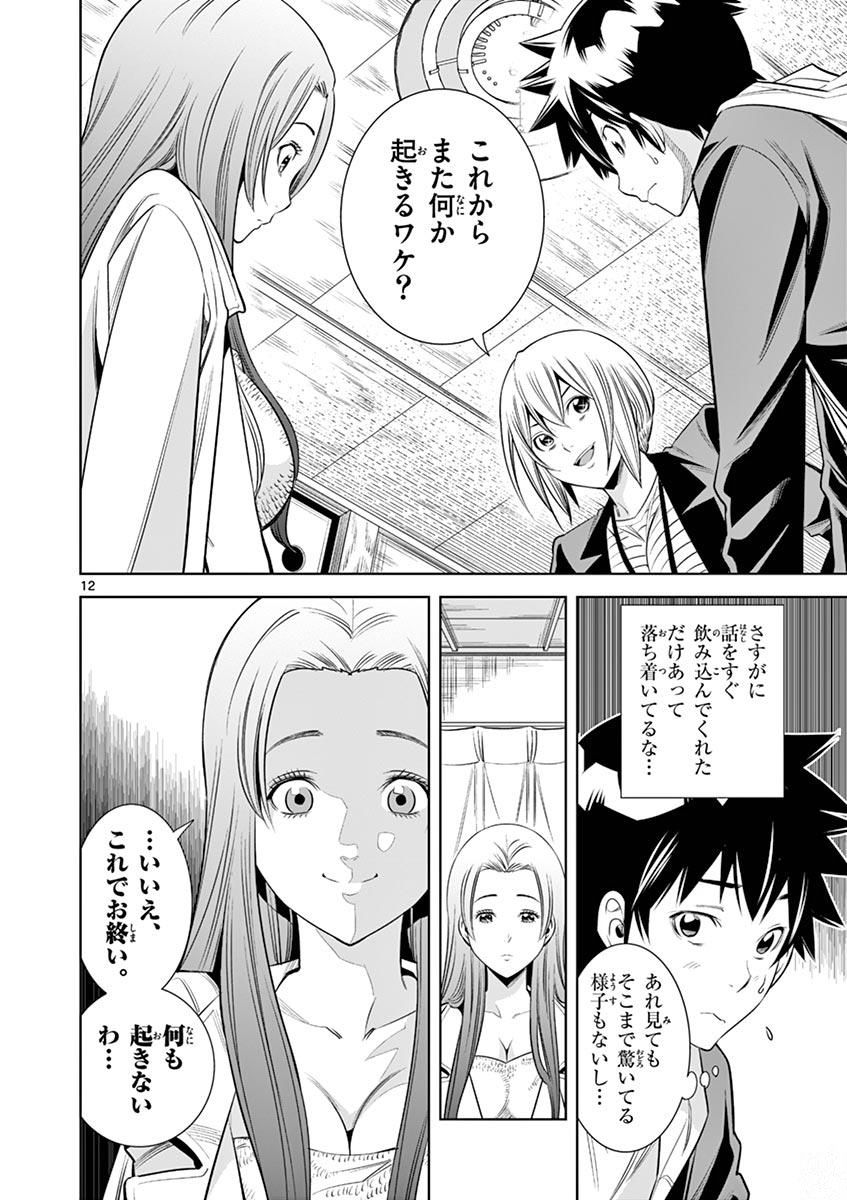 これから
また何か
起きるワケ？
12
さすがに
話をすぐ
飲み込んでくれた
だけあって
落ち着いてるな…
あれ見ても
そこまで驚いてる
様子もないし…
…いいえ、
これでお終い。
何も
起きない
わ…